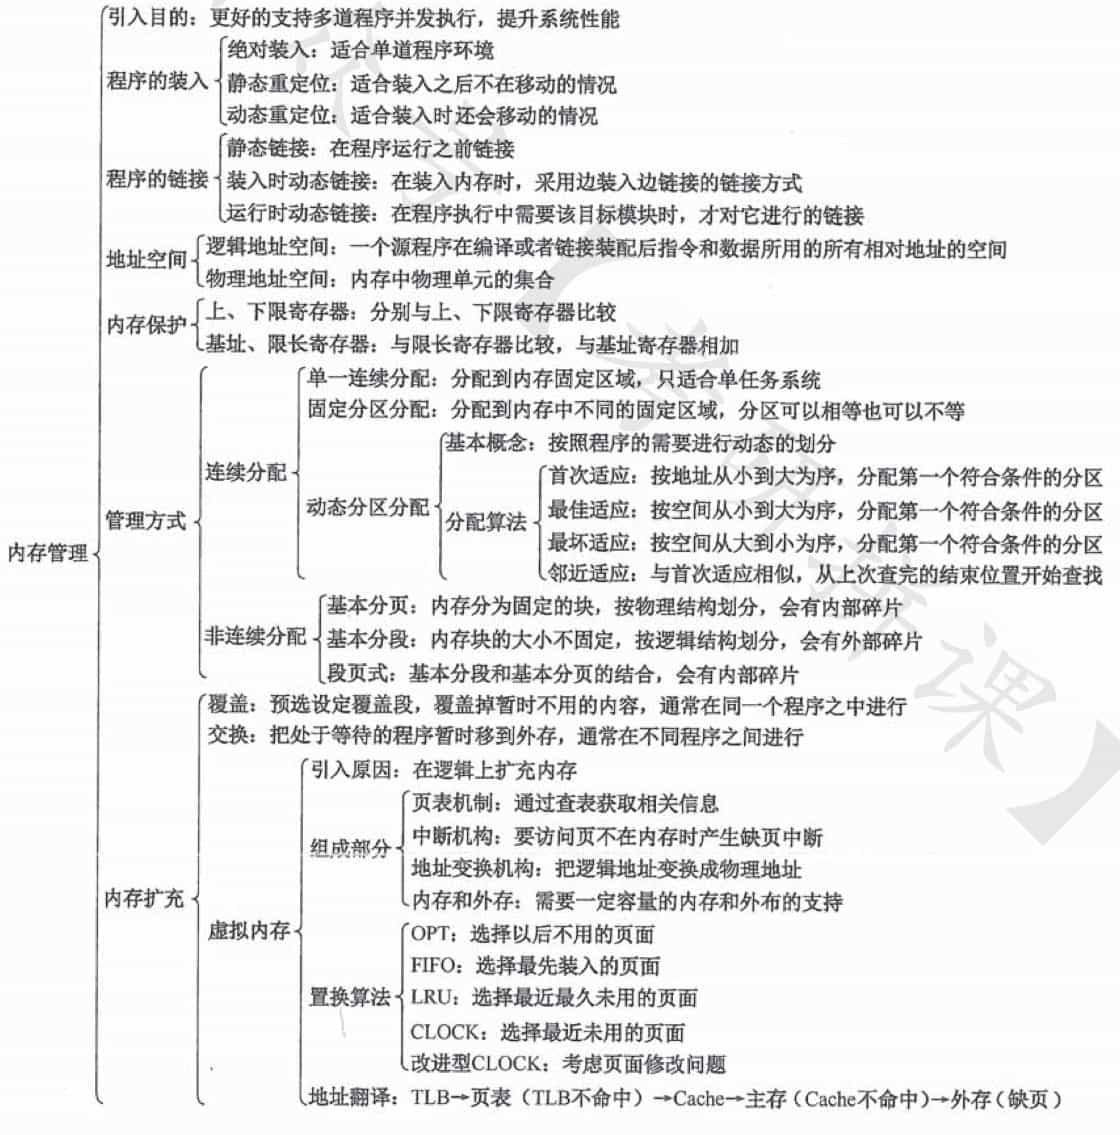 引入目的：更好的支持多道程序并发执行，提升系统性能
绝对装入：适合单道程序环境
程序的装入
静态重定位：适合装入之后不在移动的情况
动态重定位：适合装入时还会移动的情况
静态链接：在程序运行之前链接
程序的链接
装入时动态链接：在装入内存时，采用边装入边链接的链接方式
运行时动态链接：在程序执行中需要该目标模块时，才对它进行的链接
地址空间
逻辑地址空间：一个源程序在编译或者链接装配后指令和数据所用的所有相对地址的空间
物理地址空间：内存中物理单元的集合
内存保护
上、下限寄存器：分别与上、下限寄存器比较
基址、限长寄存器：与限长寄存器比较，与基址寄存器相加
单一连续分配：分配到内存固定区域，只适合单任务系统
固定分区分配：分配到内存中不同的固定区域，分区可以相等也可以不等
连续分配
基本概念：按照程序的需要进行动态的划分
动态分区分配
首次适应：按地址从小到大为序，分配第一个符合条件的分区
管理方式
分配算法
最佳适应：按空间从小到大为序，分配第一个符合条件的分区
最坏适应：按空间从大到小为序，分配第一个符合条件的分区
内存管理
邻近适应：与首次适应相似，从上次查完的结束位置开始查找
基本分页：内存分为固定的块，按物理结构划分，会有内部碎片
非连续分配
基本分段：内存块的大小不固定，按逻辑结构划分，会有外部碎片
段页式：基本分段和基本分页的结合，会有内部碎片
覆盖：预选设定覆盖段，覆盖掉暂时不用的内容，通常在同一个程序之中进行
交换：把处于等待的程序暂时移到外存，通常在不同程序之间进行
引入原因：在逻辑上扩充内存
页表机制：通过查表获取相关信息
组成部分
中断机构：要访问页不在内存时产生缺页中断
地址变换机构：把逻辑地址变换成物理地址
内存扩充
内存和外存：需要一定容量的内存和外布的支持
虚拟内存
OPT：选择以后不用的页面
FIFO：选择最先装入的页面
置换算法
LRU：选择最近最久未用的页面
CLOCK：选择最近未用的页面
改进型CLOCK：考虑页面修改问题
地址翻译：TLB→页表（TLB不命中）→Cache→主存（Cache不命中）→外存（缺页）
【考研新课】